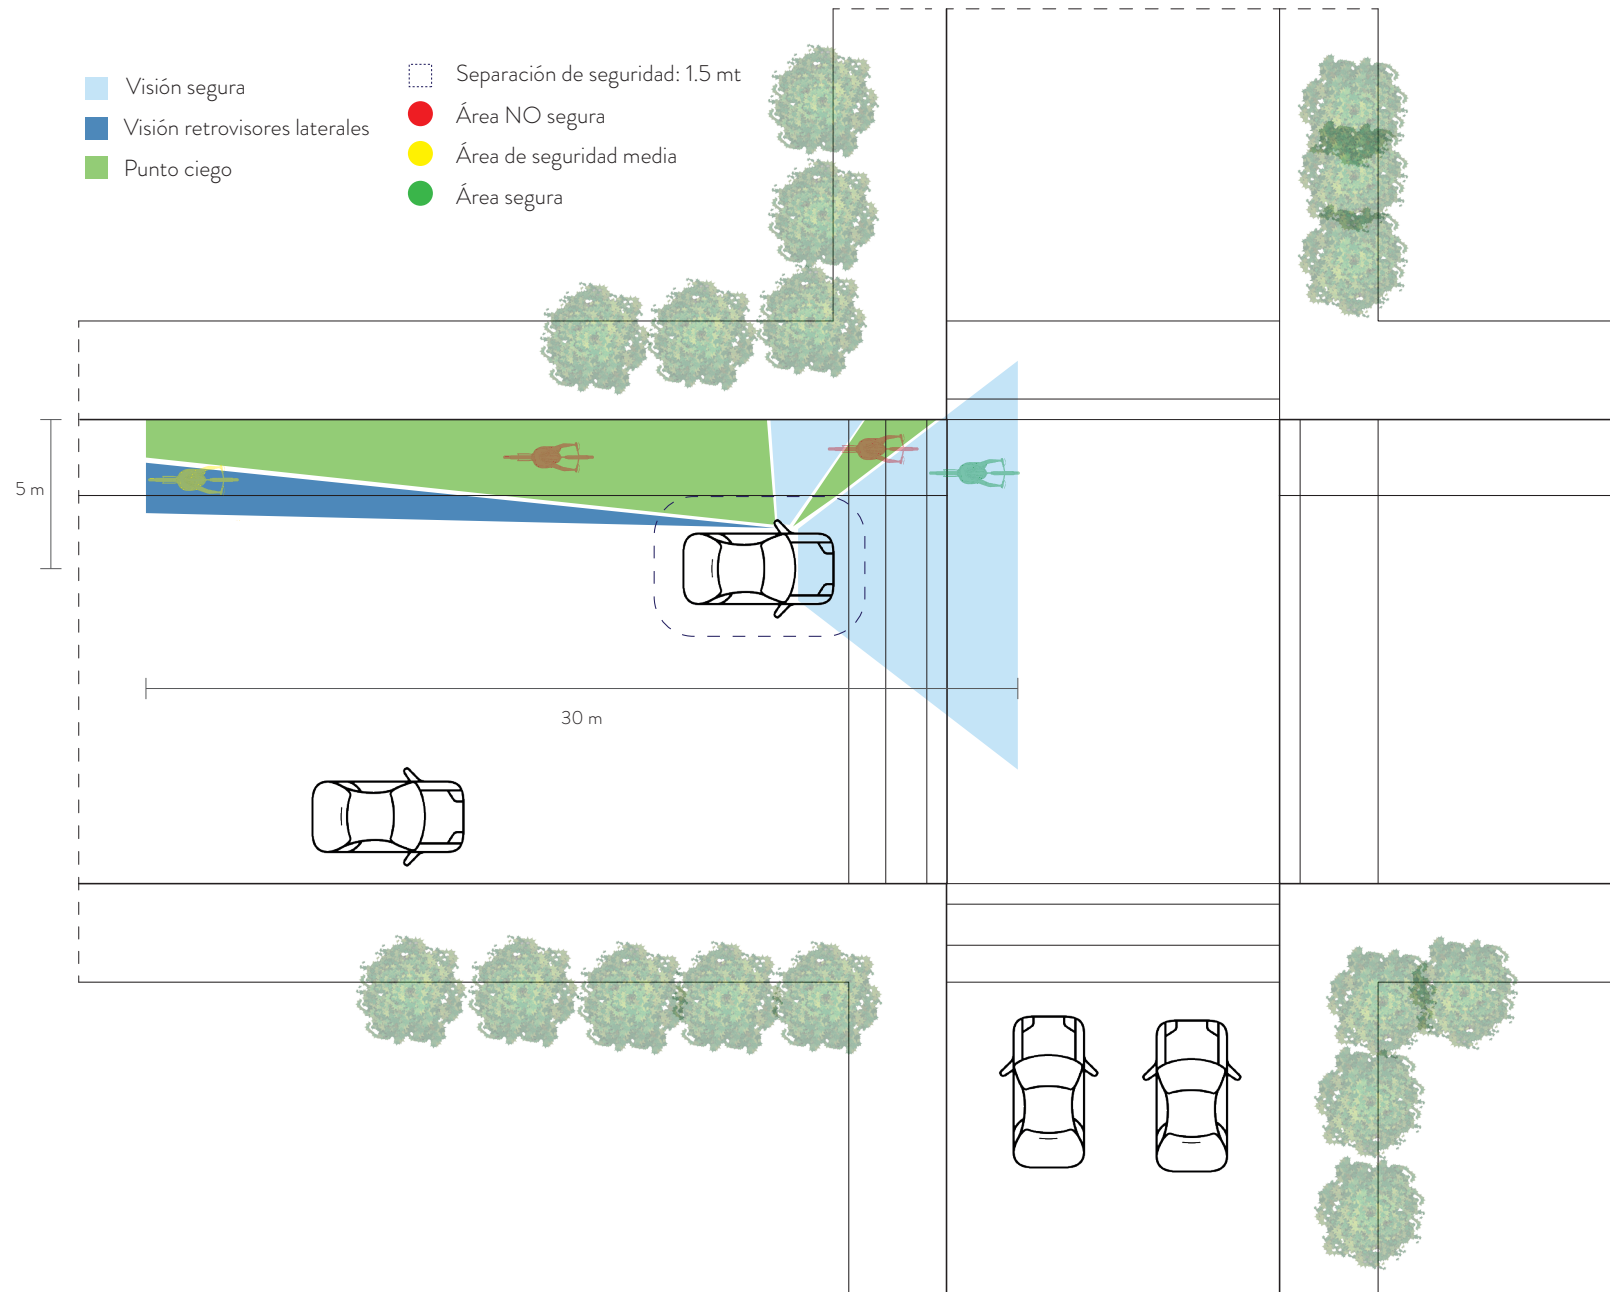 Visión segura
Visión retrovisores laterales
Punto ciego
Separación de seguridad: 1.5 mt
Área NO segura
Área de seguridad media
Área segura
5 m
30 m